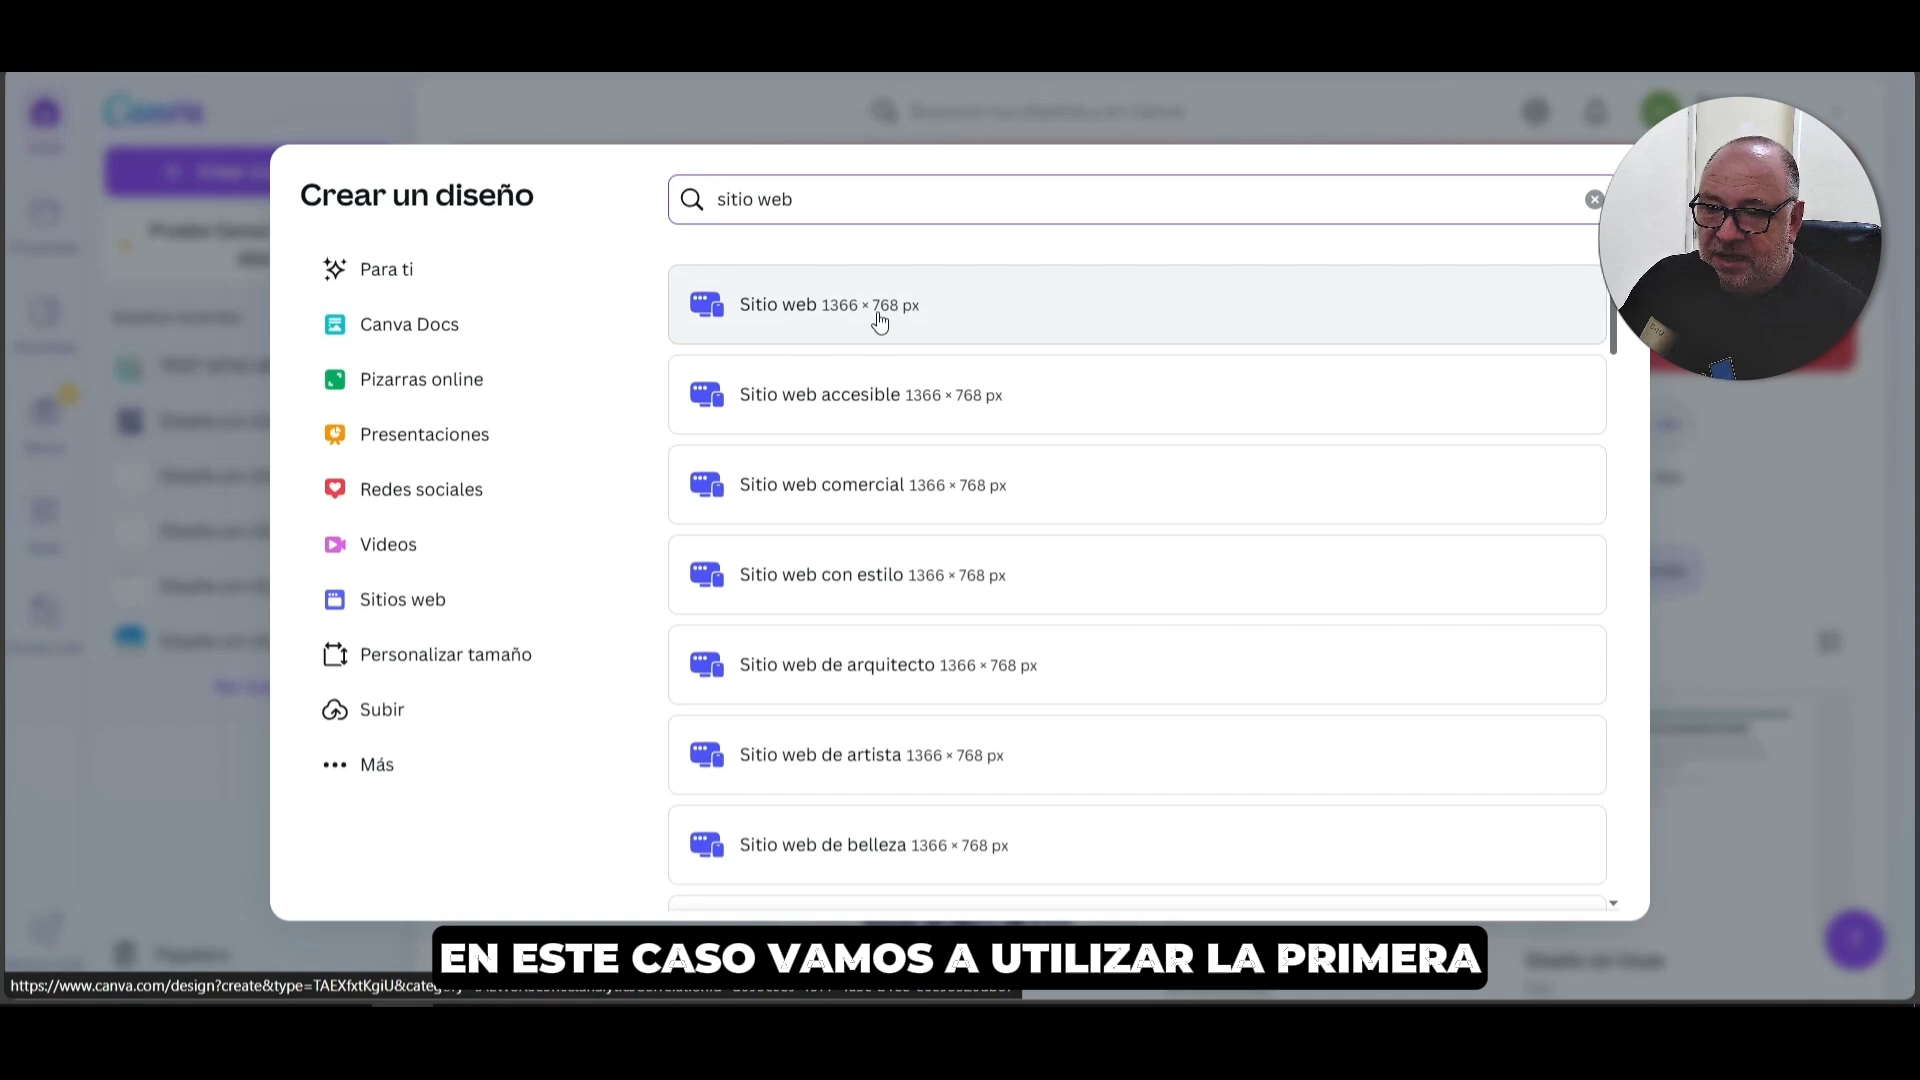 Canva
Crear un diseño
sitio web
Para ti
Canva Docs
Pizarras online
Presentaciones
Redes sociales
Videos
Sitios web
Personalizar tamaño
Subir
Más
Sitio web 1366 × 768 px
Sitio web accesible 1366 × 768 px
Sitio web comercial 1366 × 768 px
Sitio web con estilo 1366 × 768 px
Sitio web de arquitecto 1366 × 768 px
Sitio web de artista 1366 × 768 px
Sitio web de belleza 1366 × 768 px
EN ESTE CASO VAMOS A UTILIZAR LA PRIMERA
https://www.canva.com/design?create&type=TAEXfxtKgiU&categ